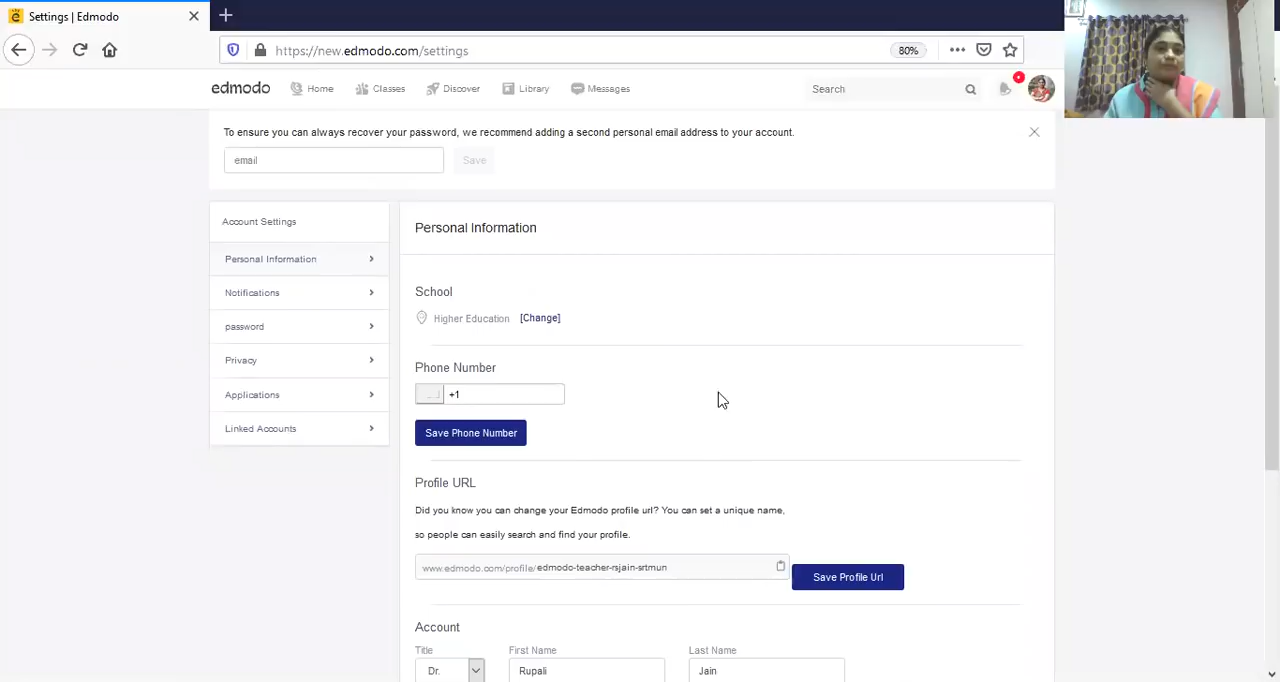 Settings | Edmodo
https://new.edmodo.com/settings
80%
edmodo
Home
Classes
Discover
Library
Messages
Search
To ensure you can always recover your password, we recommend adding a second personal email address to your account.
email
Save
Account Settings
Personal Information
Notifications
password
Privacy
Applications
Linked Accounts
Personal Information
School
Higher Education [Change]
Phone Number
+1
Save Phone Number
Profile URL
Did you know you can change your Edmodo profile url? You can set a unique name,
so people can easily search and find your profile.
www.edmodo.com/profile/edmodo-teacher-rsjain-srtmun
Save Profile Url
Account
Title First Name Last Name
Dr. Rupali Jain